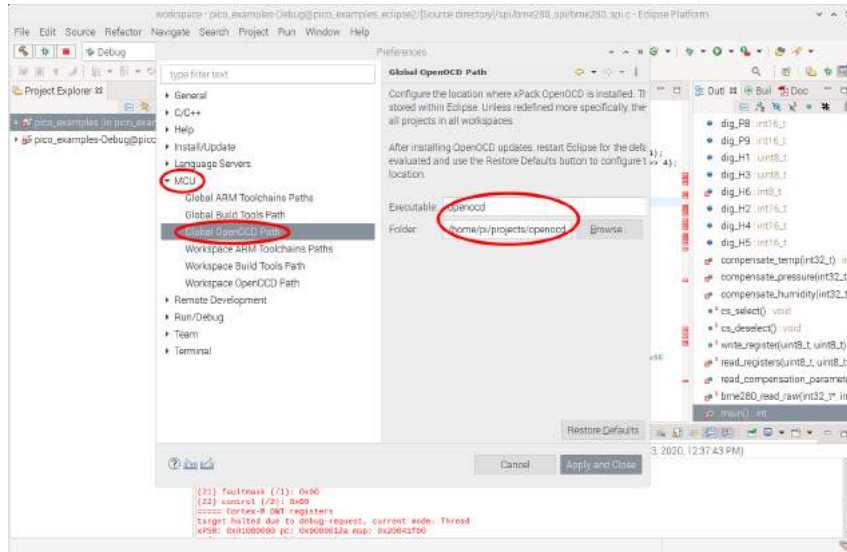 workspace - pico_examples-Debug@pico_examples_eclipse2/[Source directory]/spi/bme280_spi/bme280_spi.c - Eclipse Platform
File Edit Source Refactor Navigate Search Project Run Window Help
Debug
Preferences
type filter text
Global OpenOCD Path
Project Explorer
Outl
Buil
Doc
pico_examples (in pico_exam
pico_examples-Debug@pico
General
C/C++
Help
Install/Update
Language Servers
MCU
Global ARM Toolchains Paths
Global Build Tools Path
Global OpenOCD Path
Workspace ARM Toolchains Paths
Workspace Build Tools Path
Workspace OpenOCD Path
Remote Development
Run/Debug
Team
Terminal
Configure the location where xPack OpenOCD is installed. Th
stored within Eclipse. Unless redefined more specifically, the
all projects in all workspaces.
After installing OpenOCD updates, restart Eclipse for the defa
evaluated and use the Restore Defaults button to configure t
location.
Executable: openocd
Folder: /home/pi/projects/openocd
Browse...
Restore Defaults
Cancel
Apply and Close
>> 4);
dig_P8 : int16_t
dig_P9 : int16_t
dig_H1 : uint8_t
dig_H3 : uint8_t
dig_H6 : int8_t
dig_H2 : int16_t
dig_H4 : int16_t
dig_H5 : int16_t
compensate_temp(int32_t) : i
compensate_pressure(int32_t
compensate_humidity(int32_t
cs_select() : void
cs_deselect() : void
write_register(uint8_t, uint8_t)
read_registers(uint8_t, uint8_t
read_compensation_paramete
bme280_read_raw(int32_t*, in
main() : int
3, 2020, 12:37:43 PM)
(21) faultmask (/1): 0x00
(22) control (/2): 0x00
===== Cortex-M DWT registers
target halted due to debug-request, current mode: Thread
xPSR: 0x01000000 pc: 0x0000012a msp: 0x20041f00